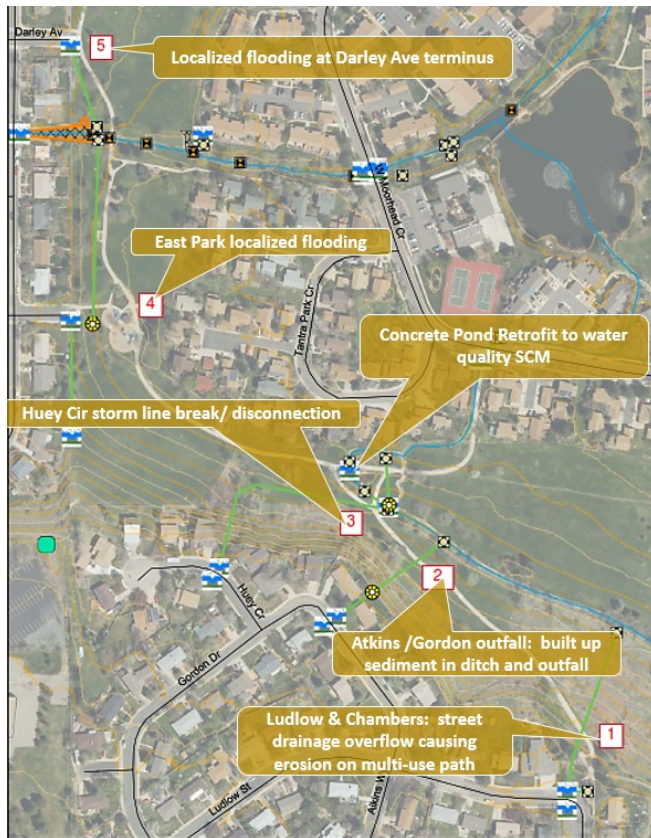 Darley Av
5
Localized flooding at Darley Ave terminus
W Moorhead Cr
East Park localized flooding
4
Tantra Park Cr
Concrete Pond Retrofit to water
quality SCM
Huey Cir storm line break/ disconnection
3
2
Huey Cr
Atkins /Gordon outfall: built up
sediment in ditch and outfall
Gordon Dr
Ludlow & Chambers: street
drainage overflow causing
erosion on multi-use path
1
Ludlow St
Aikins W